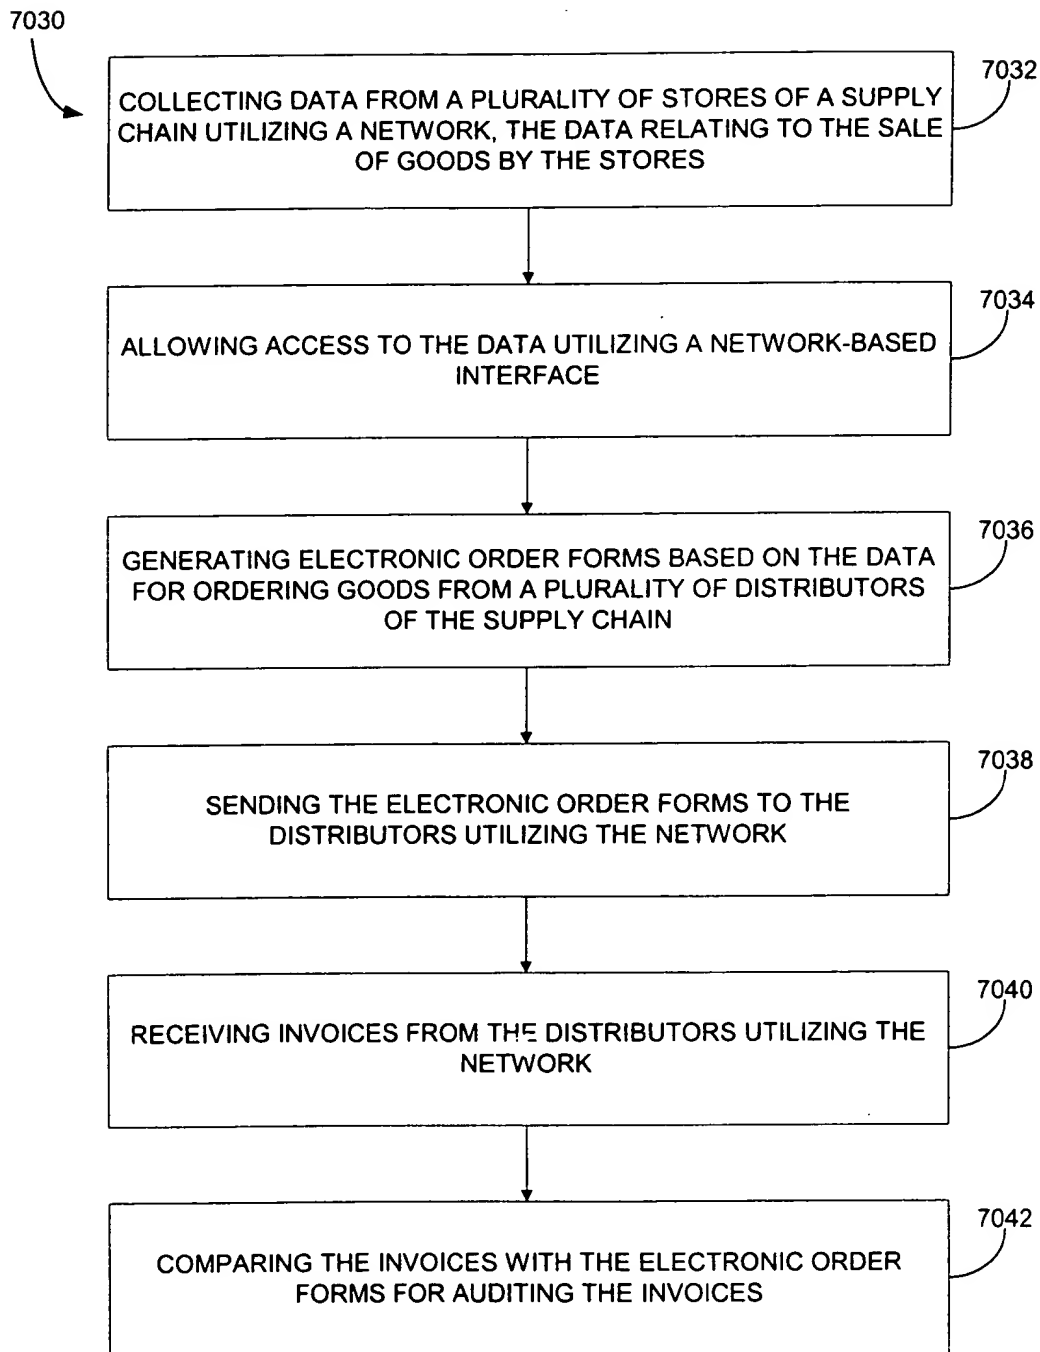 7030
7032
COLLECTING DATA FROM A PLURALITY OF STORES OF A SUPPLY
CHAIN UTILIZING A NETWORK, THE DATA RELATING TO THE SALE
OF GOODS BY THE STORES
7034
ALLOWING ACCESS TO THE DATA UTILIZING A NETWORK-BASED
INTERFACE
7036
GENERATING ELECTRONIC ORDER FORMS BASED ON THE DATA
FOR ORDERING GOODS FROM A PLURALITY OF DISTRIBUTORS
OF THE SUPPLY CHAIN
7038
SENDING THE ELECTRONIC ORDER FORMS TO THE
DISTRIBUTORS UTILIZING THE NETWORK
7040
RECEIVING INVOICES FROM THE DISTRIBUTORS UTILIZING THE
NETWORK
7042
COMPARING THE INVOICES WITH THE ELECTRONIC ORDER
FORMS FOR AUDITING THE INVOICES